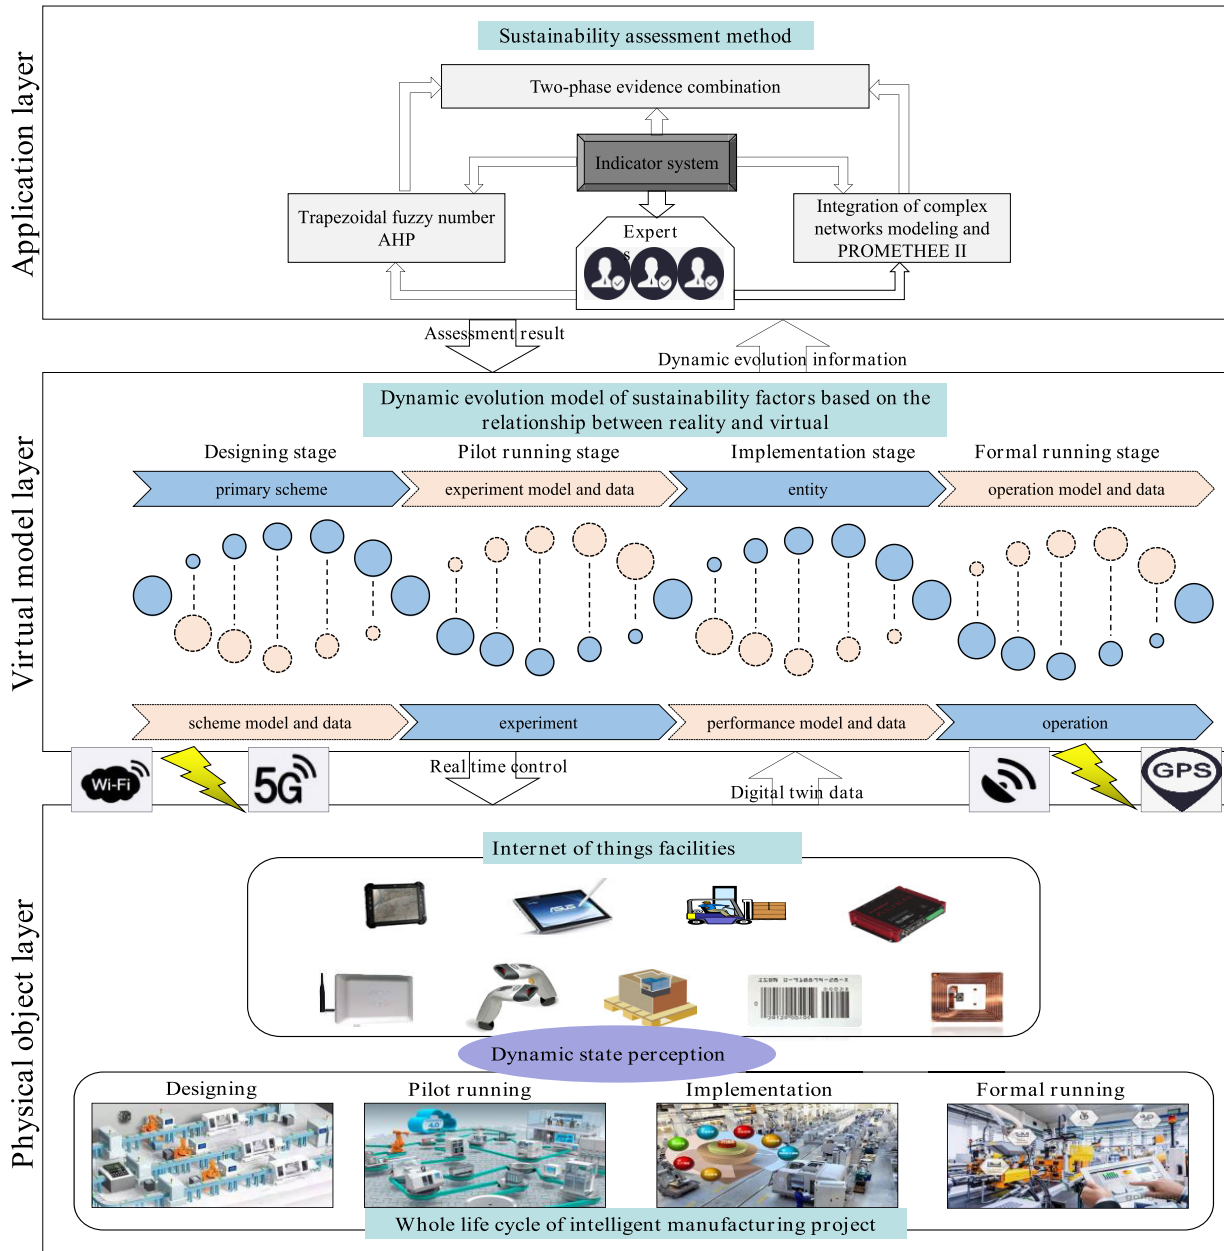 Application layer
Sustainability assessment method
Two-phase evidence combination
Indicator system
Trapezoidal fuzzy number
AHP
Expert
s
Integration of complex
networks modeling and
PROMETHEE II
Assessment result
Dynamic evolution information
Virtual model layer
Dynamic evolution model of sustainability factors based on the
relationship between reality and virtual
Designing stage
Pilot running stage
Implementation stage
Formal running stage
primary scheme
experiment model and data
entity
operation model and data
scheme model and data
experiment
performance model and data
operation
Wi-Fi
5G
Real time control
Digital twin data
GPS
Physical object layer
Internet of things facilities
ASUS
Dynamic state perception
Designing
Pilot running
Implementation
Formal running
4.0
Whole life cycle of intelligent manufacturing project